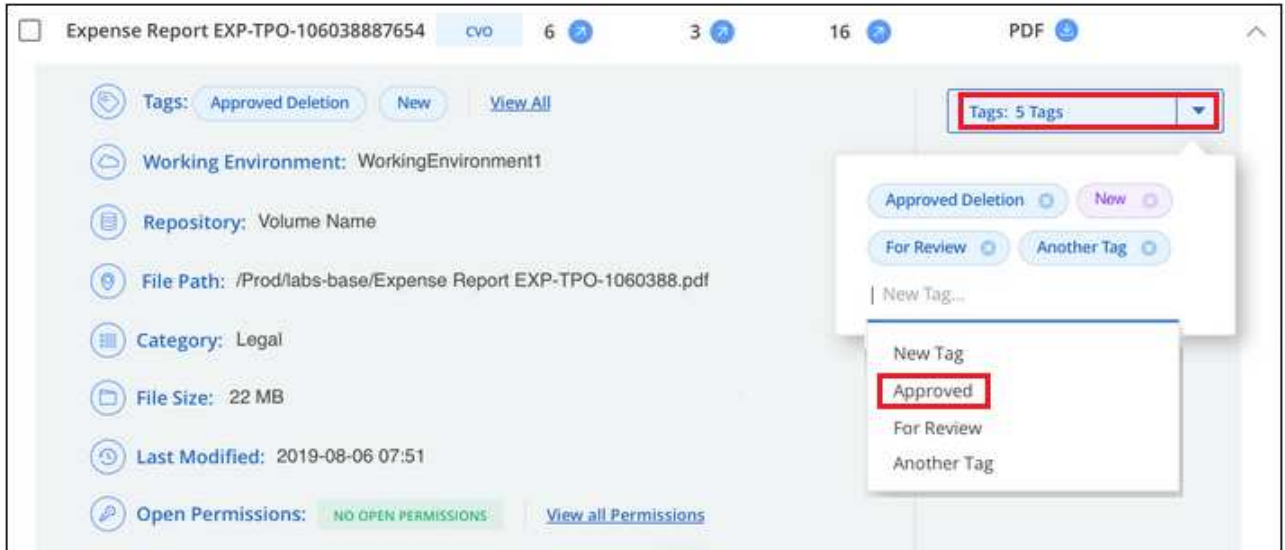 Expense Report EXP-TPO-106038887654 CVO 6 3 16 PDF
Tags: Approved Deletion New View All
Tags: 5 Tags
Working Environment: WorkingEnvironment1
Approved Deletion New
Repository: Volume Name
For Review Another Tag
File Path: /Prod/labs-base/Expense Report EXP-TPO-1060388.pdf
New Tag...
Category: Legal
New Tag
Approved
File Size: 22 MB
For Review
Last Modified: 2019-08-06 07:51
Another Tag
Open Permissions: NO OPEN PERMISSIONS View all Permissions